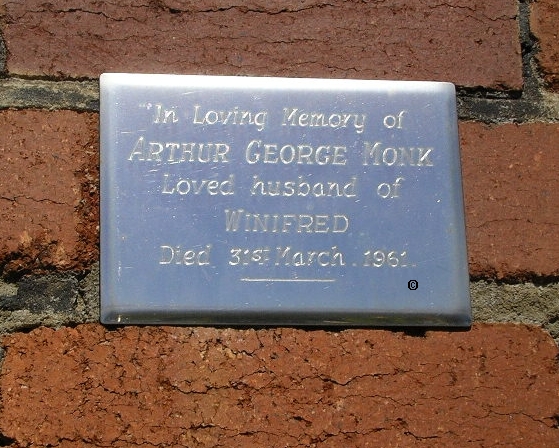 "In Loving Memory of
ARTHUR GEORGE MONK
Loved husband of
WINIFRED
Died 31st March. 1961.
©